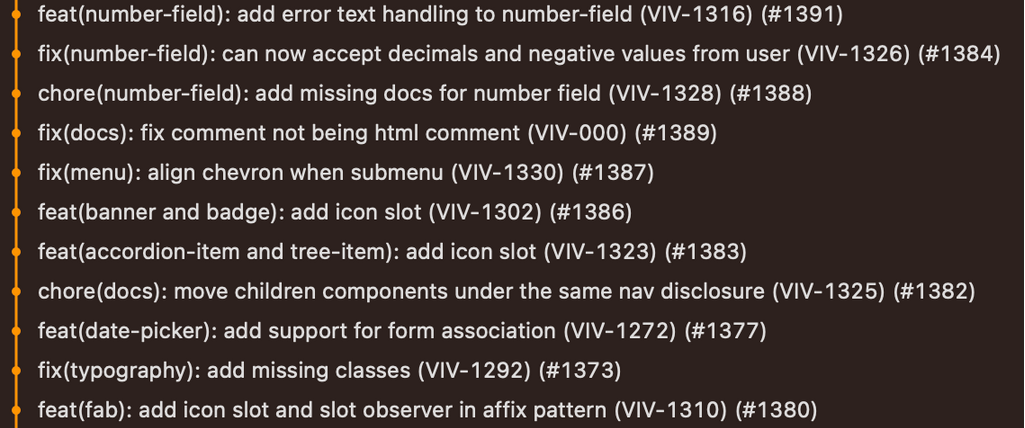 feat(number-field): add error text handling to number-field (VIV-1316) (#1391)
fix(number-field): can now accept decimals and negative values from user (VIV-1326) (#1384)
chore(number-field): add missing docs for number field (VIV-1328) (#1388)
fix(docs): fix comment not being html comment (VIV-000) (#1389)
fix(menu): align chevron when submenu (VIV-1330) (#1387)
feat(banner and badge): add icon slot (VIV-1302) (#1386)
feat(accordion-item and tree-item): add icon slot (VIV-1323) (#1383)
chore(docs): move children components under the same nav disclosure (VIV-1325) (#1382)
feat(date-picker): add support for form association (VIV-1272) (#1377)
fix(typography): add missing classes (VIV-1292) (#1373)
feat(fab): add icon slot and slot observer in affix pattern (VIV-1310) (#1380)